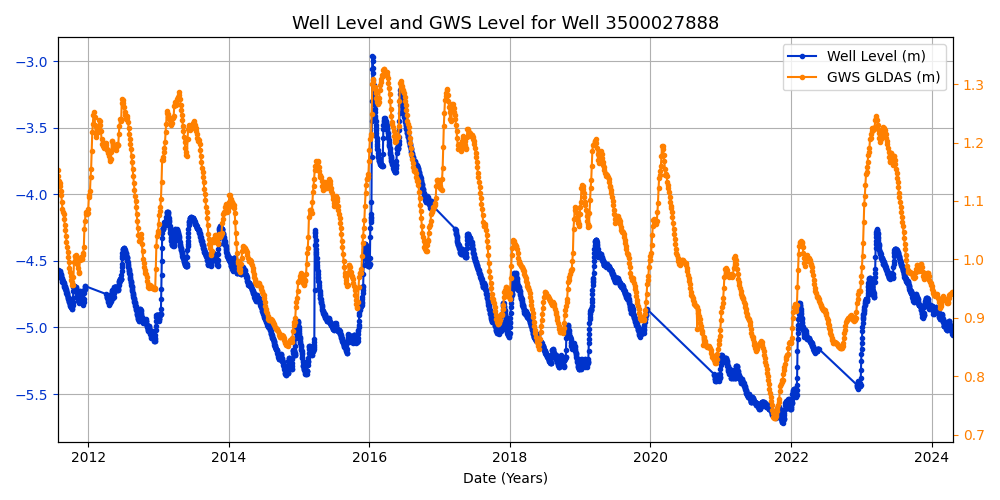 Well Level and GWS Level for Well 3500027888
Well Level (m)
GWS GLDAS (m)
−3.0
−3.5
−4.0
−4.5
−5.0
−5.5
1.3
1.2
1.1
1.0
0.9
0.8
0.7
2012 2014 2016 2018 2020 2022 2024
Date (Years)